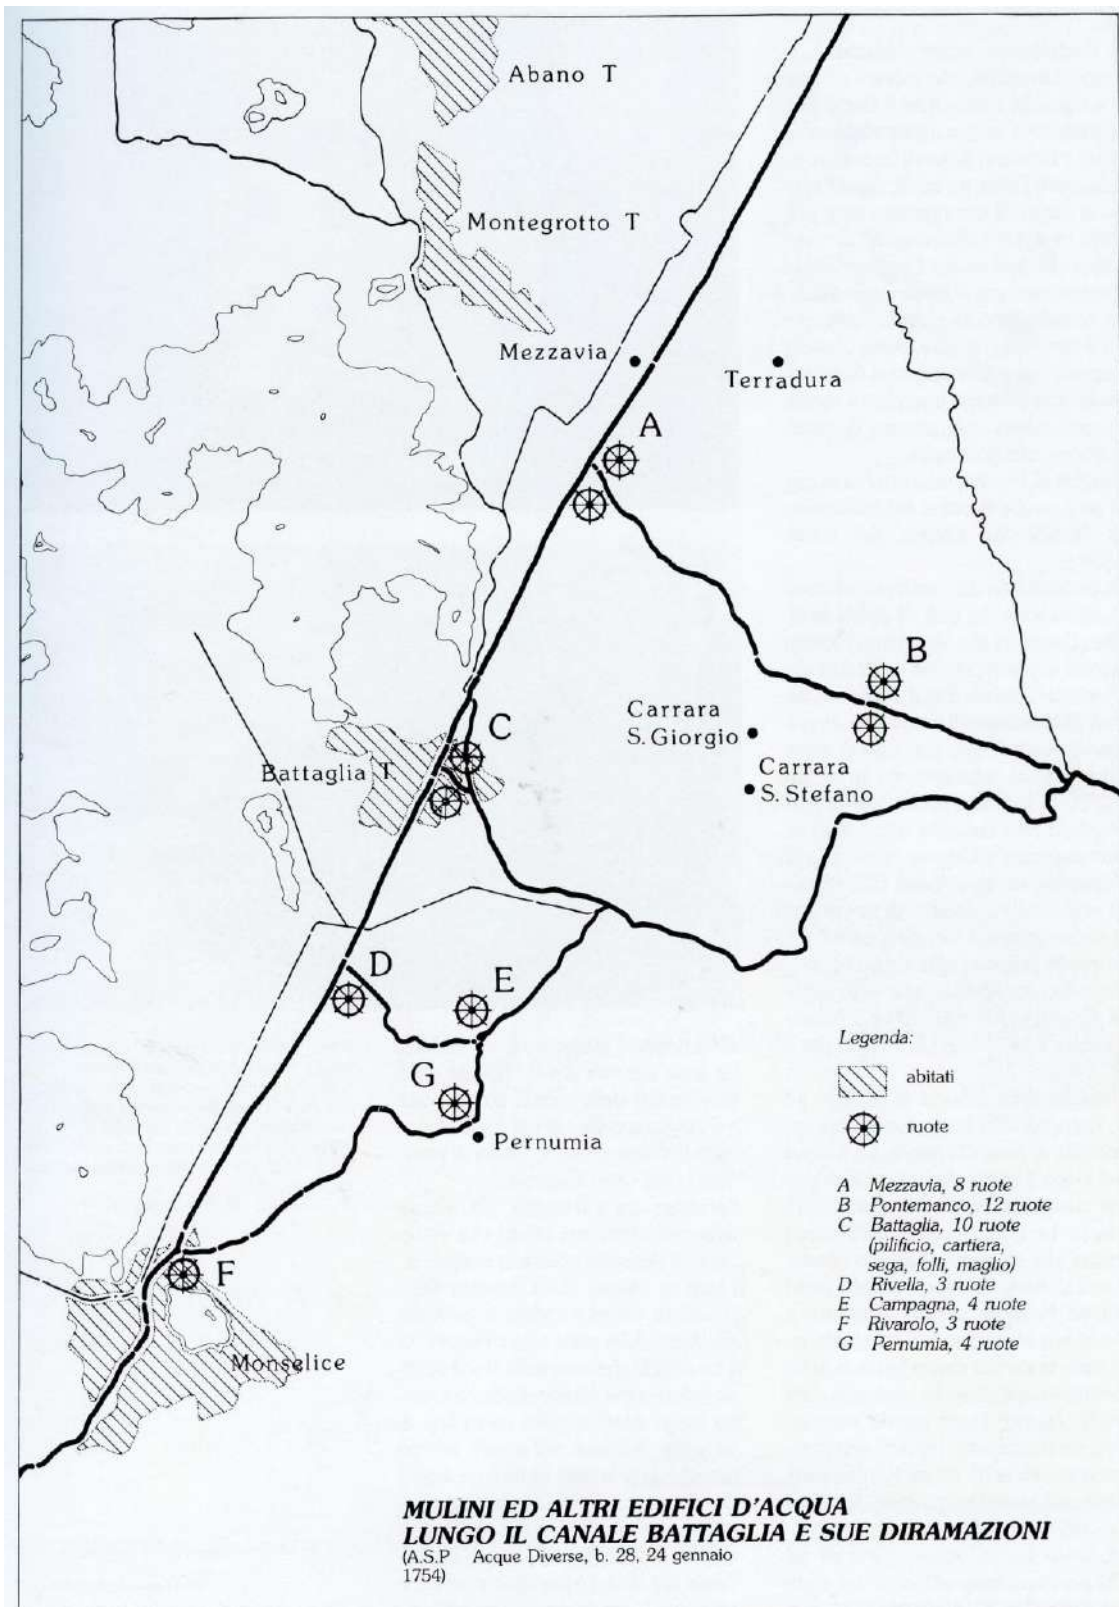 Abano T
Montegrotto T
Mezzavia
Terradura
A
B
Carrara
S. Giorgio
C
Battaglia T
Carrara
S. Stefano
D
E
G
Pernumia
F
Monselice
Legenda:
abitati
ruote
A Mezzavia, 8 ruote
B Pontemanco, 12 ruote
C Battaglia, 10 ruote
(pilificio, cartiera,
sega, folli, maglio)
D Rivella, 3 ruote
E Campagna, 4 ruote
F Rivarolo, 3 ruote
G Pernumia, 4 ruote
MULINI ED ALTRI EDIFICI D'ACQUA
LUNGO IL CANALE BATTAGLIA E SUE DIRAMAZIONI
(A.S.P Acque Diverse, b. 28, 24 gennaio
1754)